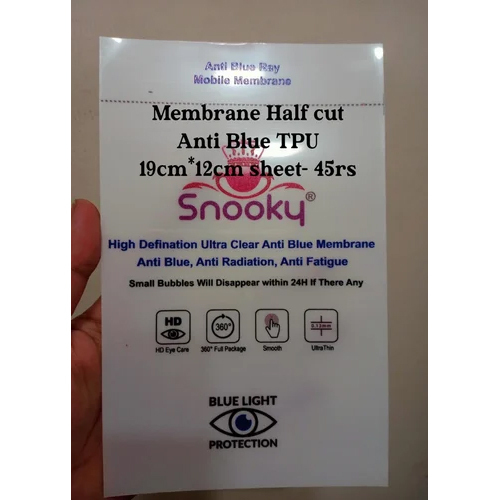 Anti Blue Ray
Mobile Membrane
Membrane Half cut
Anti Blue TPU
19cm*12cm sheet- 45rs
Snooky®
High Defination Ultra Clear Anti Blue Membrane
Anti Blue, Anti Radiation, Anti Fatigue
Small Bubbles Will Disappear within 24H If There Any
HD 360° 0.13mm
HD Eye Care 360° Full Package Smooth UltraThin
BLUE LIGHT
PROTECTION